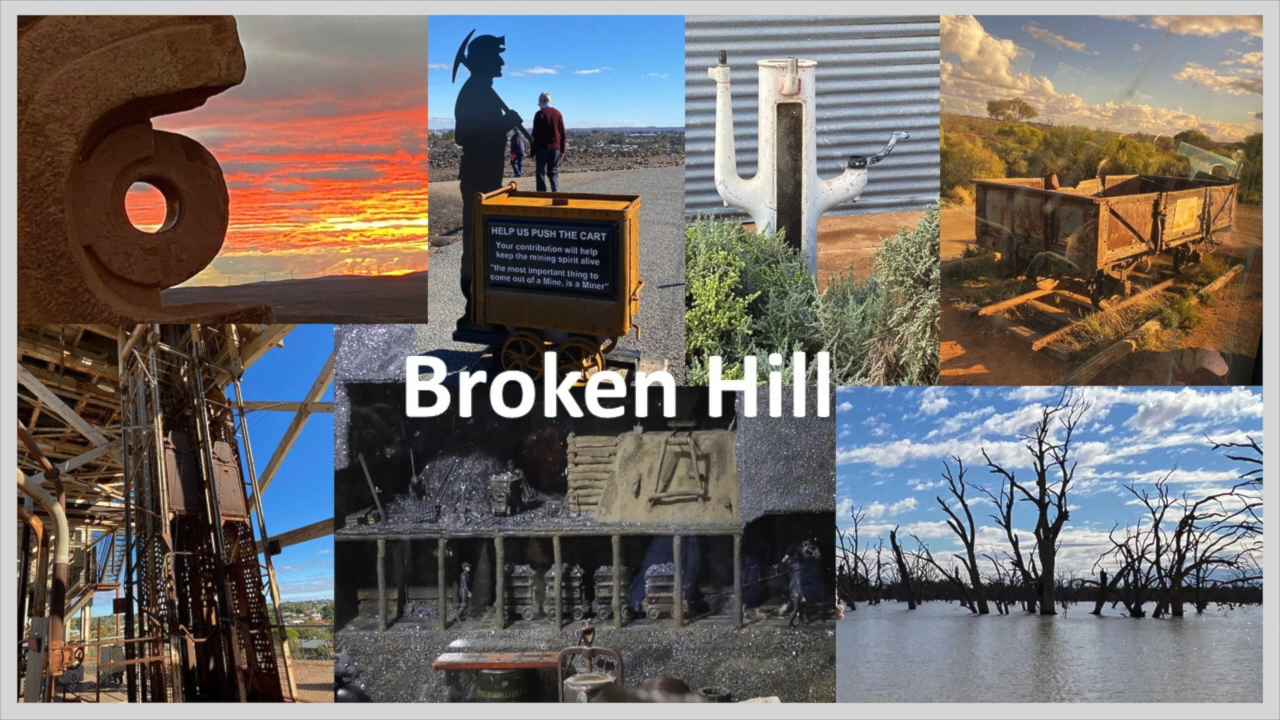 HELP US PUSH THE CART
Your contribution will help
keep the mining spirit alive
"the most important thing to
come out of a Mine, is a Miner"
Broken Hill